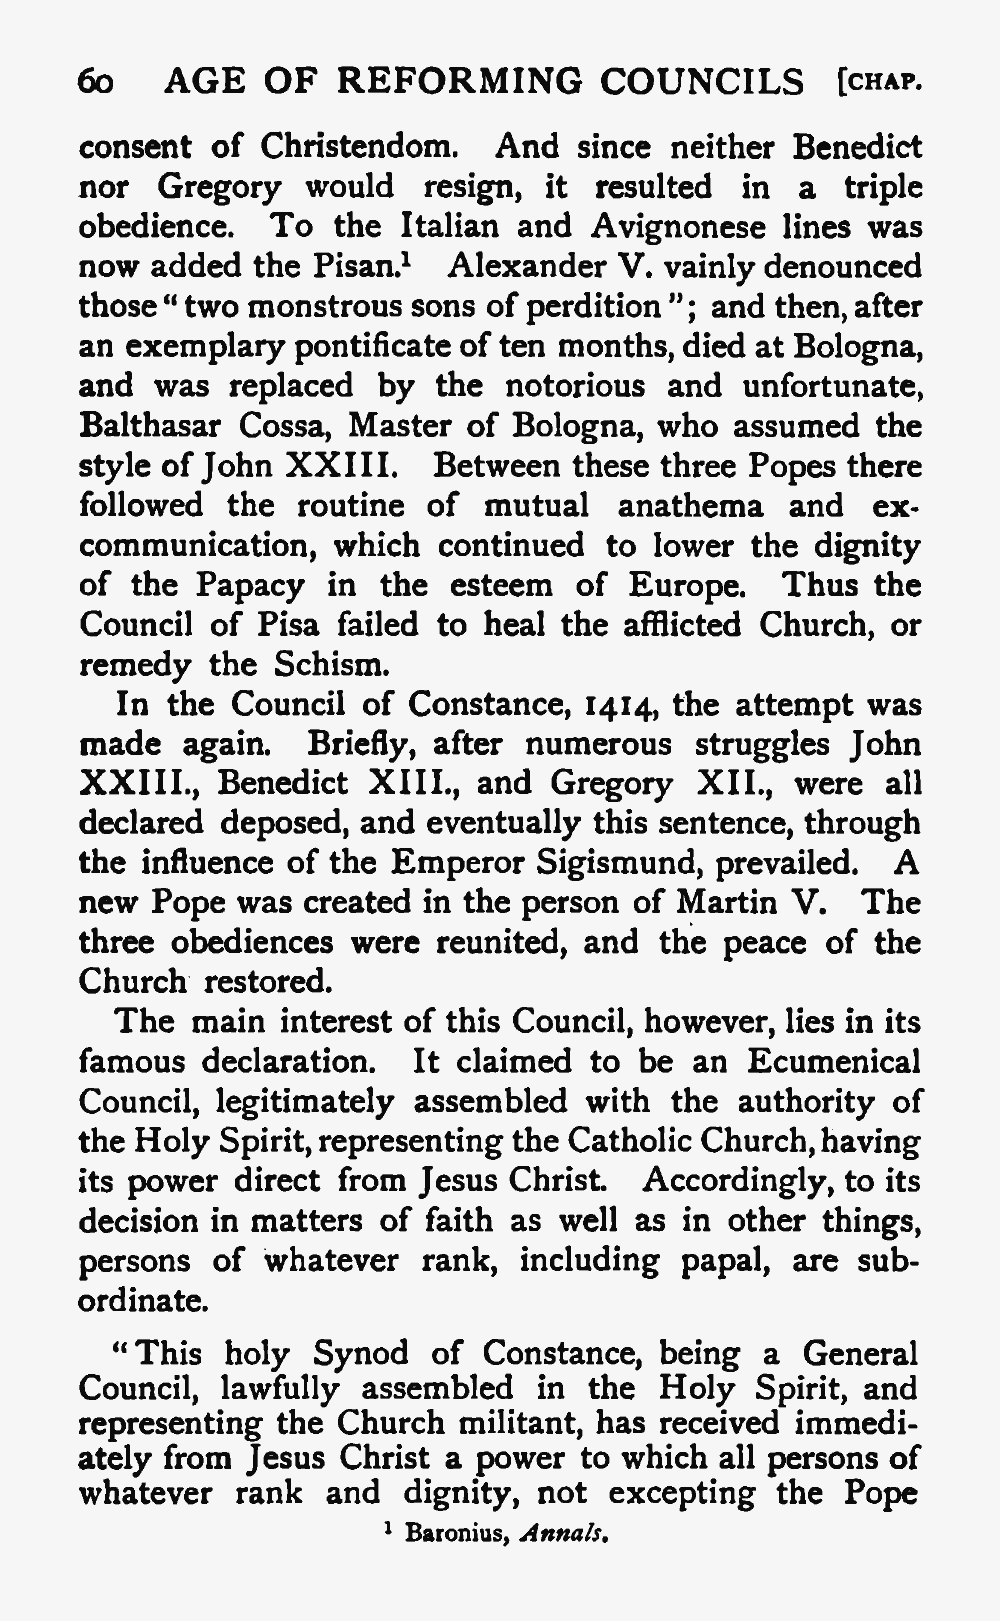 60 AGE OF REFORMING COUNCILS [CHAP.
consent of Christendom. And since neither Benedict
nor Gregory would resign, it resulted in a triple
obedience. To the Italian and Avignonese lines was
now added the Pisan.¹ Alexander V. vainly denounced
those “two monstrous sons of perdition”; and then, after
an exemplary pontificate of ten months, died at Bologna,
and was replaced by the notorious and unfortunate,
Balthasar Cossa, Master of Bologna, who assumed the
style of John XXIII. Between these three Popes there
followed the routine of mutual anathema and ex-
communication, which continued to lower the dignity
of the Papacy in the esteem of Europe. Thus the
Council of Pisa failed to heal the afflicted Church, or
remedy the Schism.
In the Council of Constance, 1414, the attempt was
made again. Briefly, after numerous struggles John
XXIII., Benedict XIII., and Gregory XII., were all
declared deposed, and eventually this sentence, through
the influence of the Emperor Sigismund, prevailed. A
new Pope was created in the person of Martin V. The
three obediences were reunited, and the peace of the
Church restored.
The main interest of this Council, however, lies in its
famous declaration. It claimed to be an Ecumenical
Council, legitimately assembled with the authority of
the Holy Spirit, representing the Catholic Church, having
its power direct from Jesus Christ. Accordingly, to its
decision in matters of faith as well as in other things,
persons of whatever rank, including papal, are sub-
ordinate.
“This holy Synod of Constance, being a General
Council, lawfully assembled in the Holy Spirit, and
representing the Church militant, has received immedi-
ately from Jesus Christ a power to which all persons of
whatever rank and dignity, not excepting the Pope
¹ Baronius, Annals.